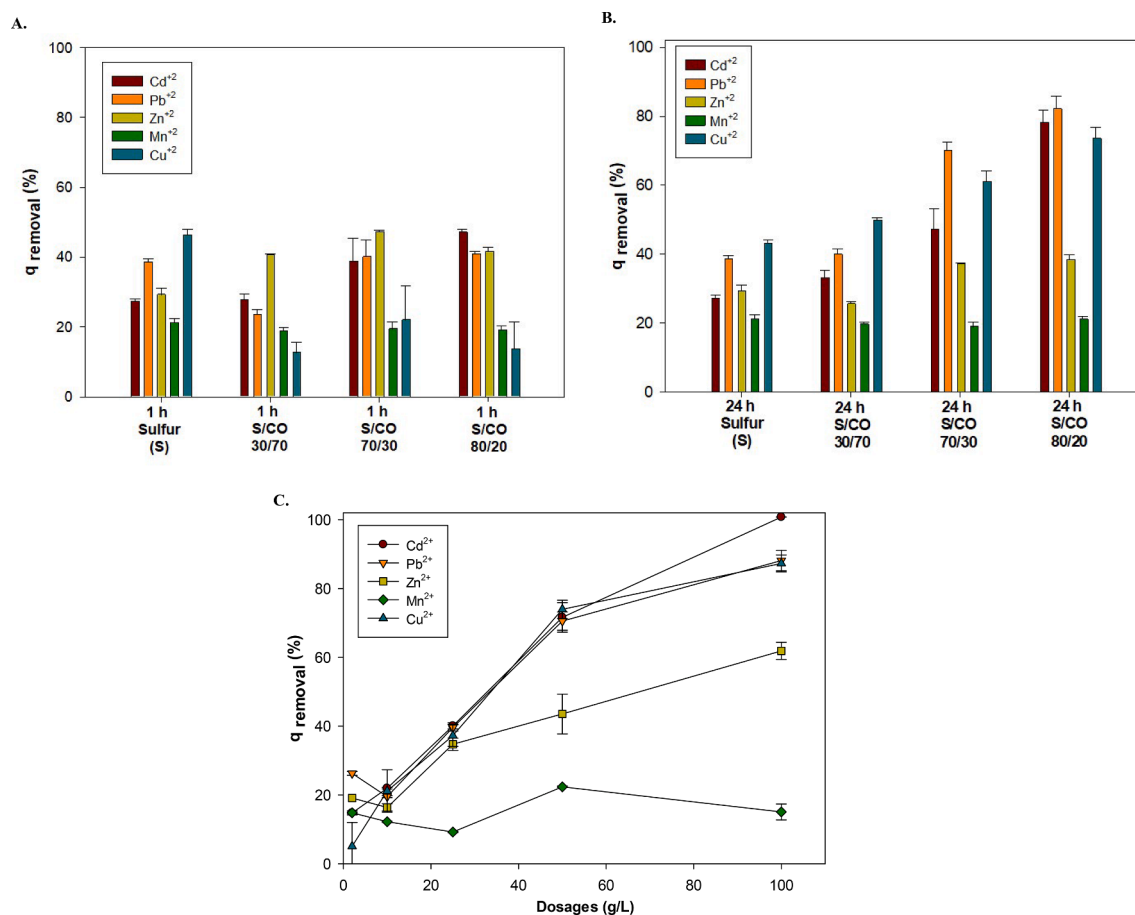 A.
q removal (%)
100
80
60
40
20
0
Cd+2
Pb+2
Zn+2
Mn+2
Cu+2
1 h
Sulfur
(S)
1 h
S/CO
30/70
1 h
S/CO
70/30
1 h
S/CO
80/20
B.
q removal (%)
100
80
60
40
20
0
Cd+2
Pb+2
Zn+2
Mn+2
Cu+2
24 h
Sulfur
(S)
24 h
S/CO
30/70
24 h
S/CO
70/30
24 h
S/CO
80/20
C.
q removal (%)
100
80
60
40
20
0
Cd2+
Pb2+
Zn2+
Mn2+
Cu2+
0 20 40 60 80 100
Dosages (g/L)